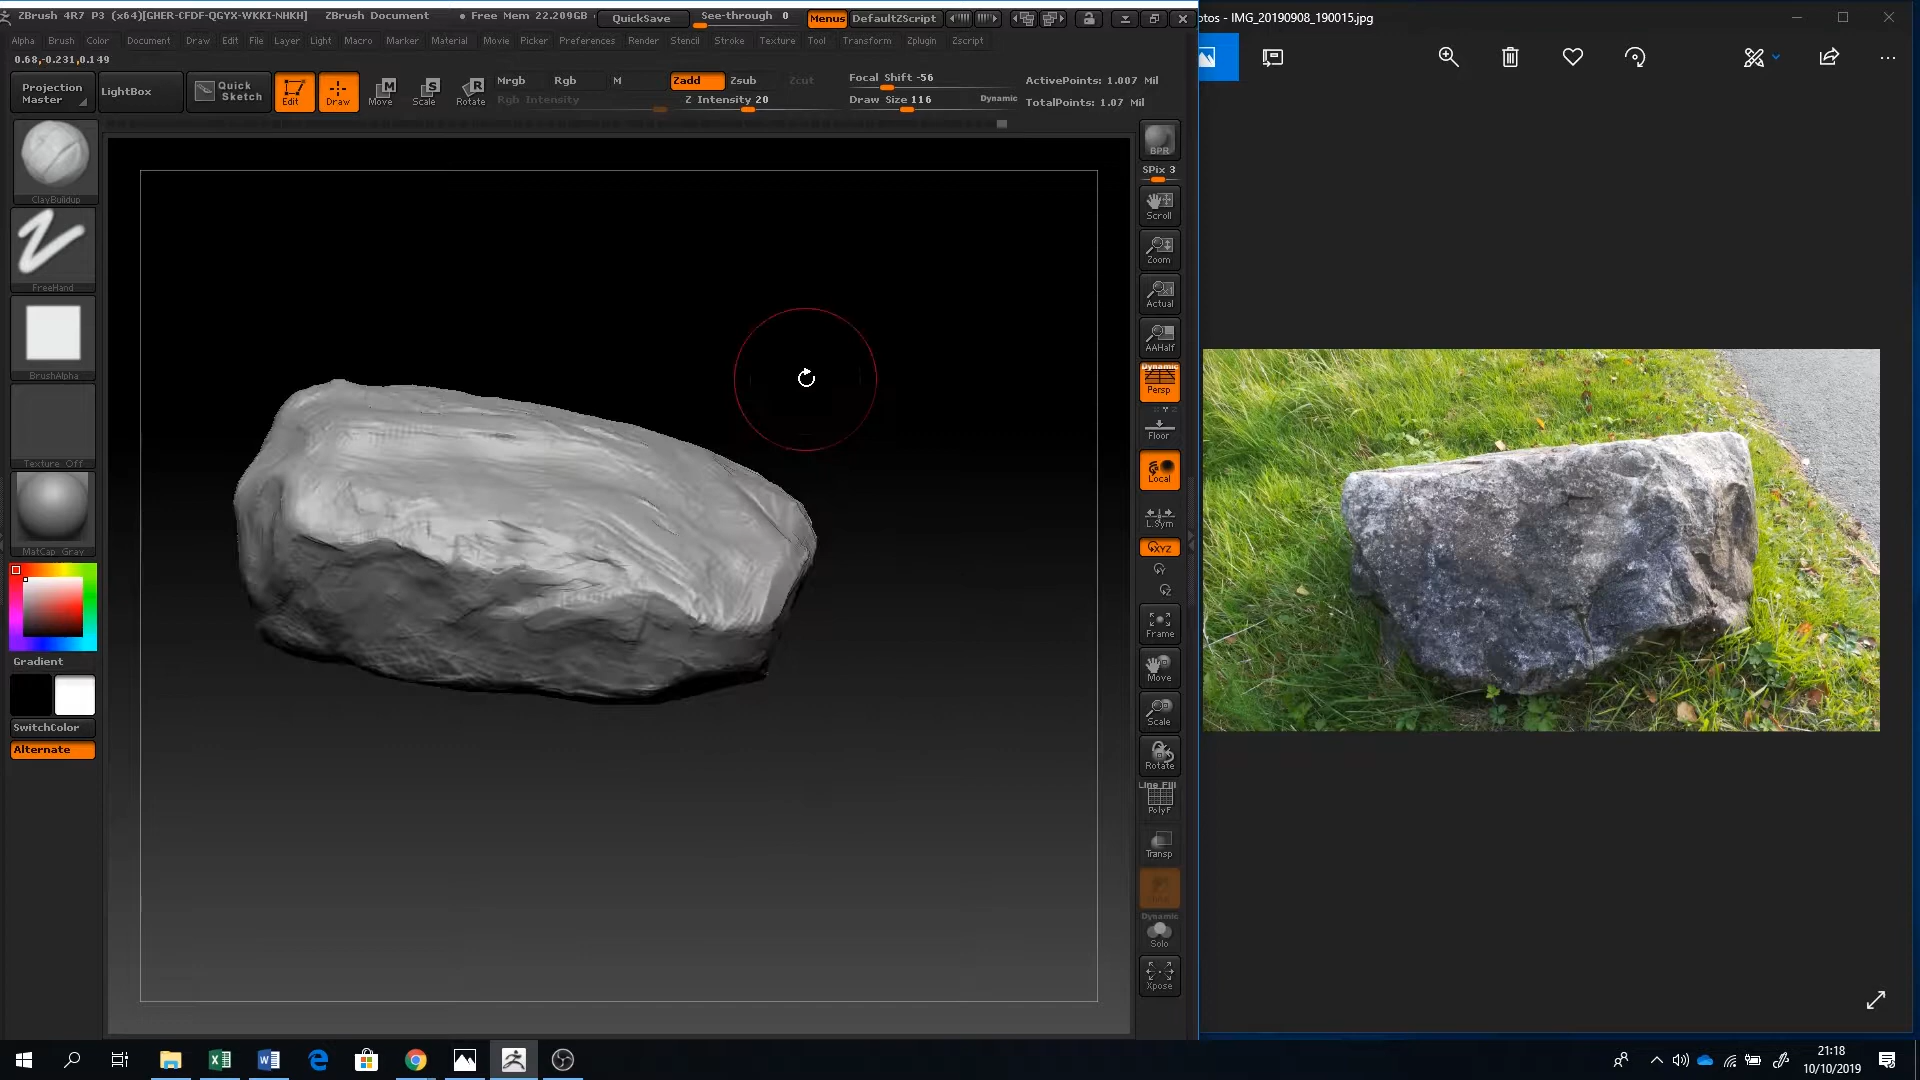 ZBrush 4R7 P3 (x64)[GHER-CFDF-QGYX-WKKI-NHKH] ZBrush Document • Free Mem 22.209GB • QuickSave See-through 0 Menus DefaultZScript
Alpha Brush Color Document Draw Edit File Layer Light Macro Marker Material Movie Picker Preferences Render Stencil Stroke Texture Tool Transform Zplugin Zscript
0.68,-0.231,0.149
Projection Master
LightBox
Quick Sketch
Edit
Draw
Move
Scale
Rotate
Mrgb Rgb M Zadd Zsub Zcut
Rgb Intensity Z Intensity 20
Focal Shift -56
Draw Size 116 Dynamic
ActivePoints: 1.007 Mil
TotalPoints: 1.07 Mil
ClayBuildup
FreeHand
BrushAlpha
Texture Off
MatCap Gray
Gradient
SwitchColor
Alternate
BPR
SPix 3
Scroll
Zoom
Actual
AAHalf
Dynamic
Persp
Floor
Local
L.Sym
XYZ
Frame
Move
Scale
Rotate
Line Fill
PolyF
Transp
Dynamic
Solo
Xpose
otos - IMG_20190908_190015.jpg
21:18
10/10/2019